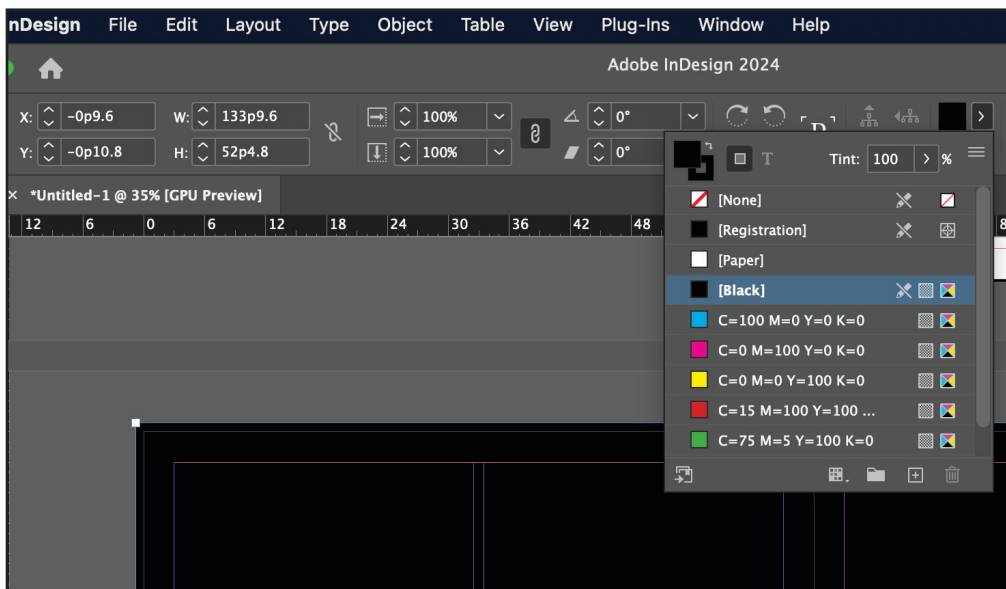 nDesign File Edit Layout Type Object Table View Plug-Ins Window Help
Adobe InDesign 2024
X: -0p9.6 W: 133p9.6 100% 0°
Y: -0p10.8 H: 52p4.8 100% 0°
Tint: 100 %
× *Untitled-1 @ 35% [GPU Preview]
12 6 0 6 12 18 24 30 36 42 48 8
[None]
[Registration]
[Paper]
[Black]
C=100 M=0 Y=0 K=0
C=0 M=100 Y=0 K=0
C=0 M=0 Y=100 K=0
C=15 M=100 Y=100 ...
C=75 M=5 Y=100 K=0